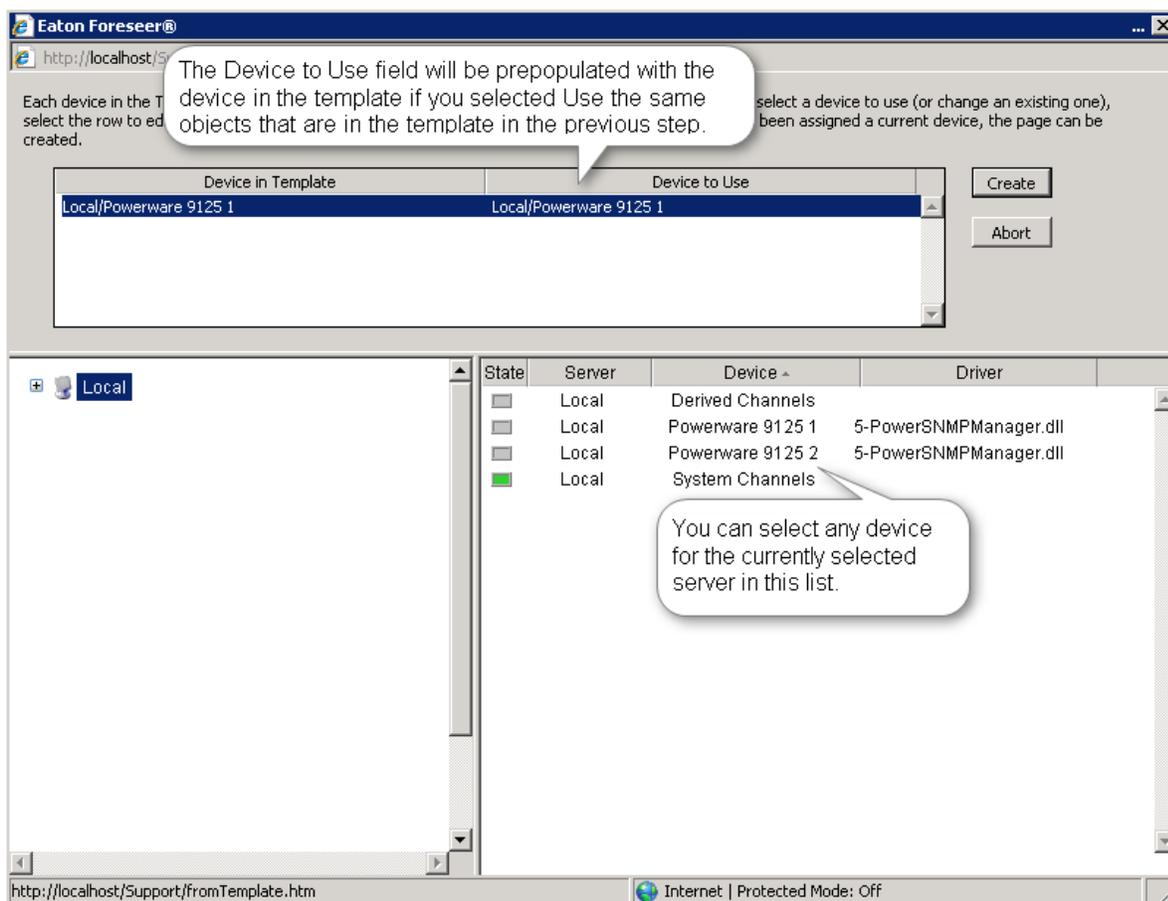 Eaton Foreseer®
...
http://localhost/S
The Device to Use field will be prepopulated with the
device in the template if you selected Use the same
objects that are in the template in the previous step.
Each device in the T select a device to use (or change an existing one),
select the row to ed been assigned a current device, the page can be
created.
Device in Template Device to Use
Local/Powerware 9125 1 Local/Powerware 9125 1
Create
Abort
Local
State Server Device Driver
Local Derived Channels
Local Powerware 9125 1 5-PowerSNMPManager.dll
Local Powerware 9125 2 5-PowerSNMPManager.dll
Local System Channels
You can select any device
for the currently selected
server in this list.
http://localhost/Support/fromTemplate.htm Internet | Protected Mode: Off